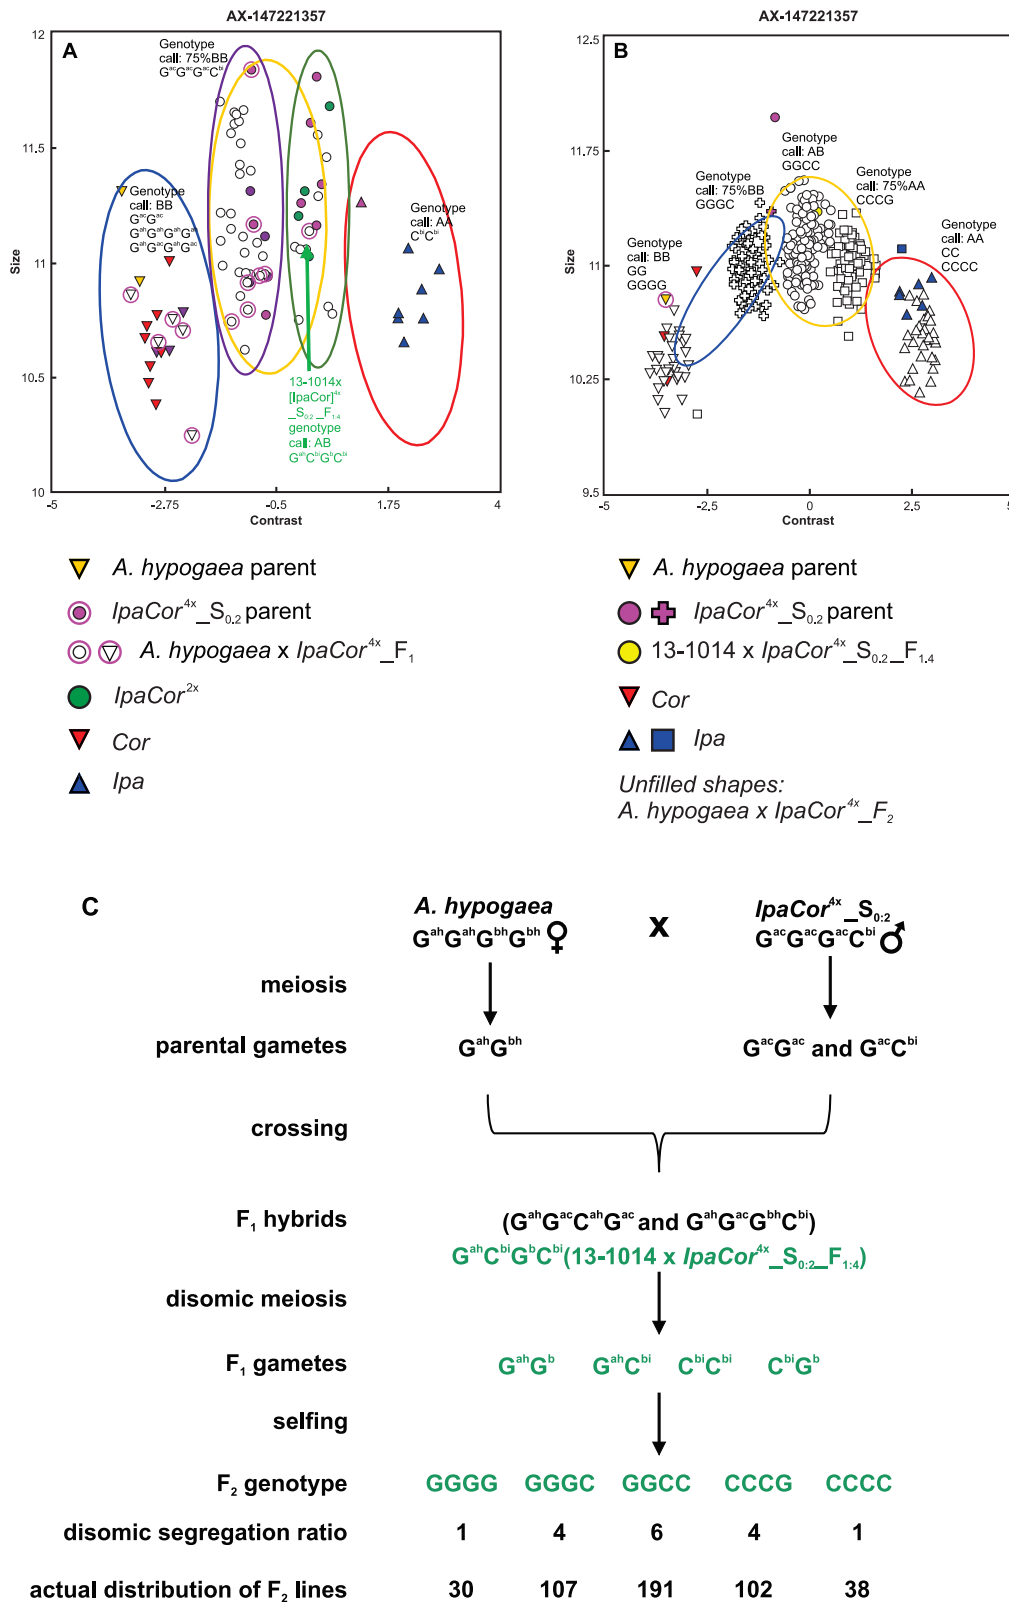 AX-147221357
A
12
11.5
11
10.5
10
Size
-5
-2.75
-0.5
1.75
4
Contrast
Genotype
call: 75%BB
GᵃᶜGᵃᶜGᵃᶜCᵇⁱ
Genotype
call: BB
GᵃᶜGᵃᶜ
GᵃʰGᵃᶜGᵃʰGᵃᶜ
GᵃʰGᵃᶜGᵃʰGᵃᶜ
Genotype
call: AA
CⁱCᵇⁱ
13-1014x
[IpaCor]⁴ˣ
_S₀.₂_F₁.₄
genotype
call: AB
GᵃʰCᵇⁱGᵇCᵇⁱ
AX-147221357
B
12.5
11.75
11
10.25
9.5
Size
-5
-2.5
0
2.5
5
Contrast
Genotype
call: AB
GGCC
Genotype
call: 75%BB
GGGC
Genotype
call: 75%AA
CCCG
Genotype
call: BB
GG
GGGG
Genotype
call: AA
CC
CCCC
A. hypogaea parent
IpaCor⁴ˣ_S₀.₂ parent
A. hypogaea x IpaCor⁴ˣ_F₁
IpaCor²ˣ
Cor
Ipa
A. hypogaea parent
IpaCor⁴ˣ_S₀.₂ parent
13-1014 x IpaCor⁴ˣ_S₀.₂_F₁.₄
Cor
Ipa
Unfilled shapes:
A. hypogaea x IpaCor⁴ˣ_F₂
C
A. hypogaea x IpaCor⁴ˣ_S₀:₂
GᵃʰGᵃʰGᵇʰGᵇʰ♀ GᵃᶜGᵃᶜGᵃᶜCᵇⁱ♂
meiosis
parental gametes GᵃʰGᵇʰ GᵃᶜGᵃᶜ and GᵃᶜCᵇⁱ
crossing
F₁ hybrids (GᵃʰGᵃᶜCᵃʰGᵃᶜ and GᵃʰGᵃᶜGᵇʰCᵇⁱ)
GᵃʰCᵇⁱGᵇCᵇⁱ(13-1014 x IpaCor⁴ˣ_S₀:₂_F₁:₄)
disomic meiosis
F₁ gametes GᵃʰGᵇ GᵃʰCᵇⁱ CᵇⁱCᵇⁱ CᵇⁱGᵇ
selfing
F₂ genotype GGGG GGGC GGCC CCCG CCCC
disomic segregation ratio 1 4 6 4 1
actual distribution of F₂ lines 30 107 191 102 38